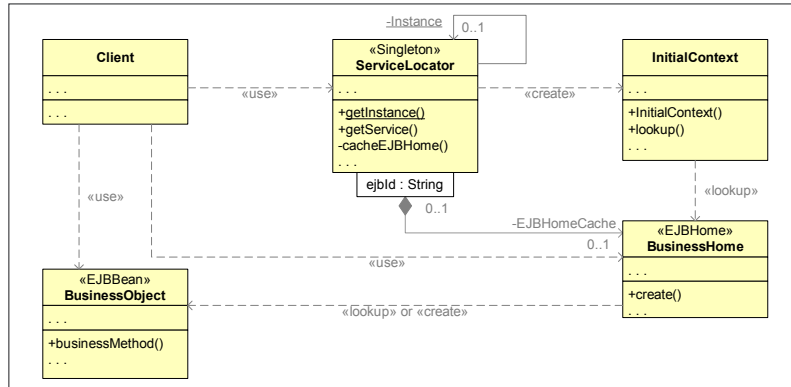 -Instance
0..1
Client
. . .
. . .
«use»
«Singleton»
ServiceLocator
. . .
+getInstance()
+getService()
-cacheEJBHome()
. . .
ejbId : String
0..1
«create»
InitialContext
. . .
+InitialContext()
+lookup()
. . .
«use»
«lookup»
-EJBHomeCache
0..1
«use»
«EJBHome»
BusinessHome
. . .
+create()
. . .
«EJBBean»
BusinessObject
. . .
+businessMethod()
. . .
«lookup» or «create»